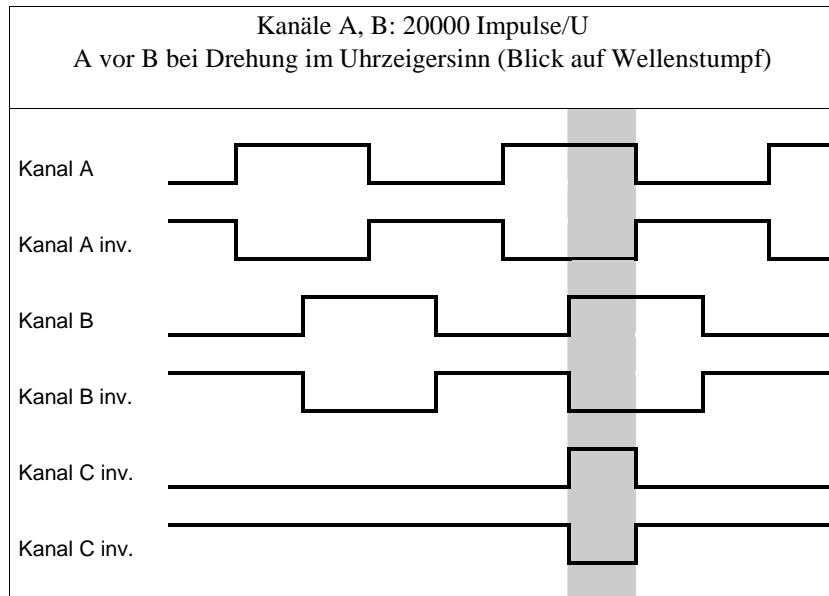 Kanäle A, B: 20000 Impulse/U
A vor B bei Drehung im Uhrzeigersinn (Blick auf Wellenstumpf)
Kanal A
Kanal A inv.
Kanal B
Kanal B inv.
Kanal C inv.
Kanal C inv.